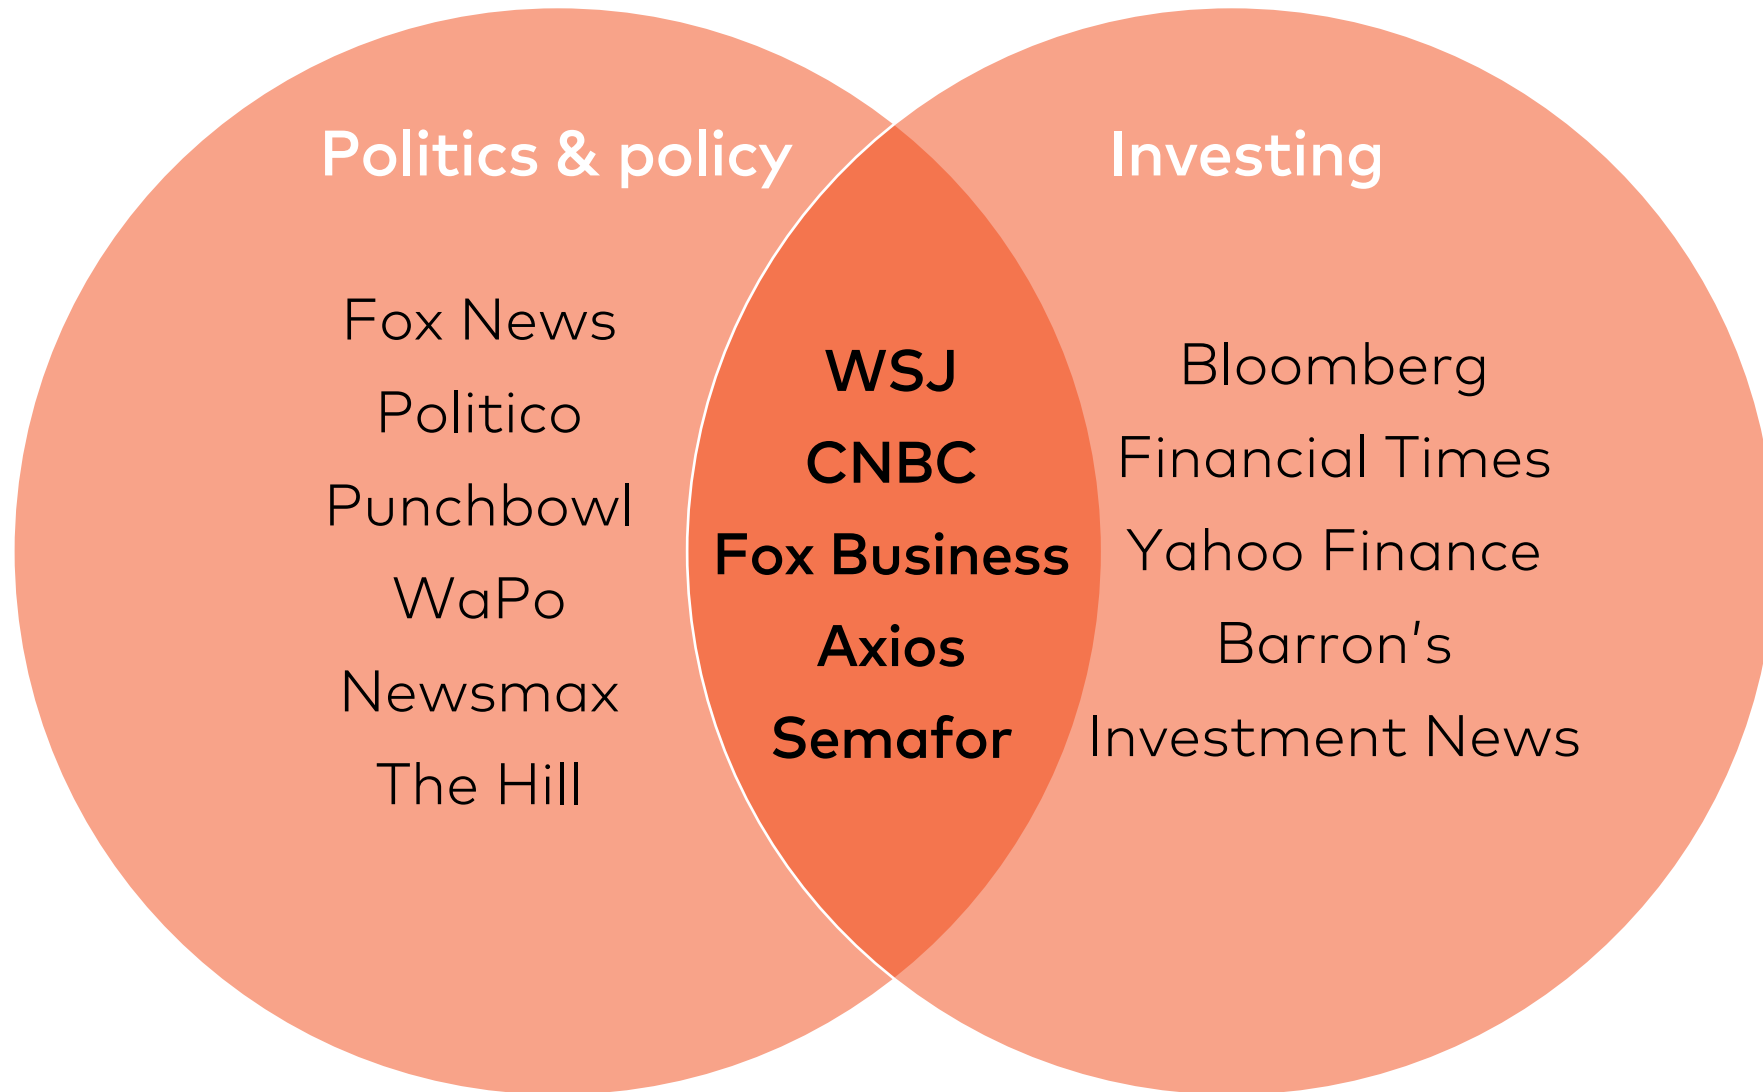 Politics & policy
Fox News
Politico
Punchbowl
WaPo
Newsmax
The Hill
WSJ
CNBC
Fox Business
Axios
Semafor
Investing
Bloomberg
Financial Times
Yahoo Finance
Barron’s
Investment News